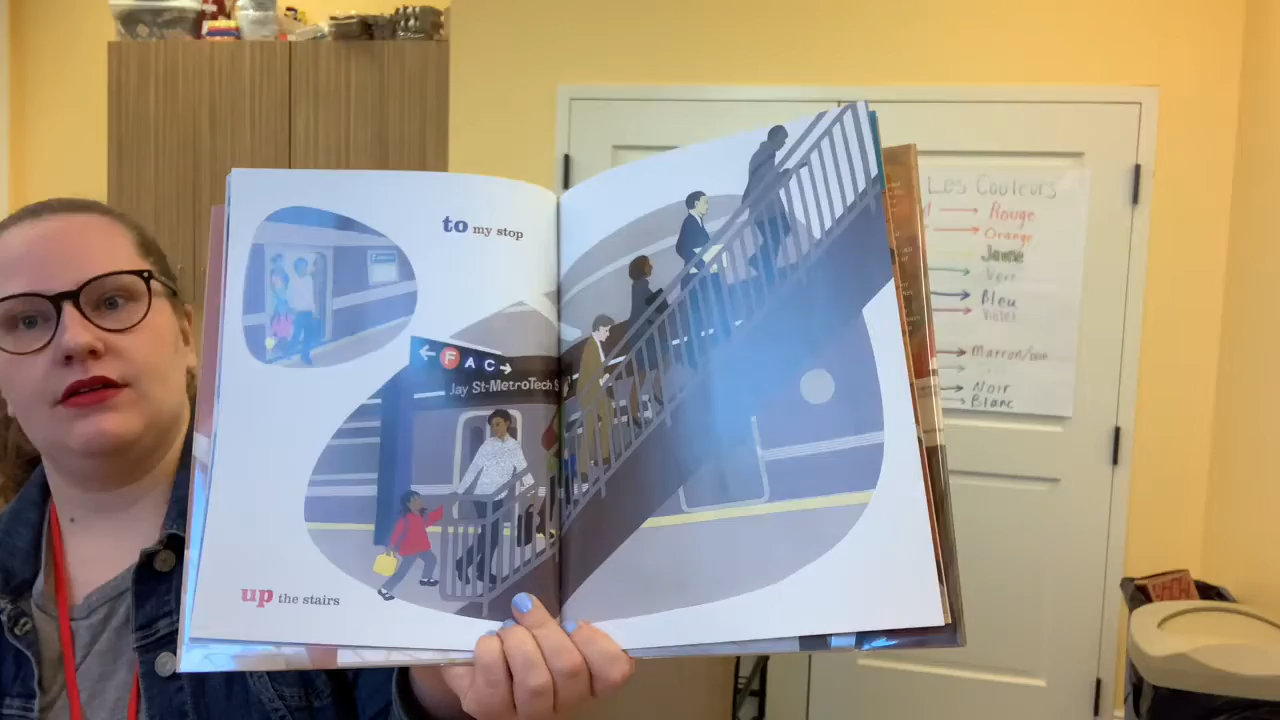 to my stop
F A C
Jay St-MetroTech S
up the stairs
Les Couleurs
Rouge
Orange
Jaune
Vert
Bleu
Violet
Marron/
Noir
Blanc